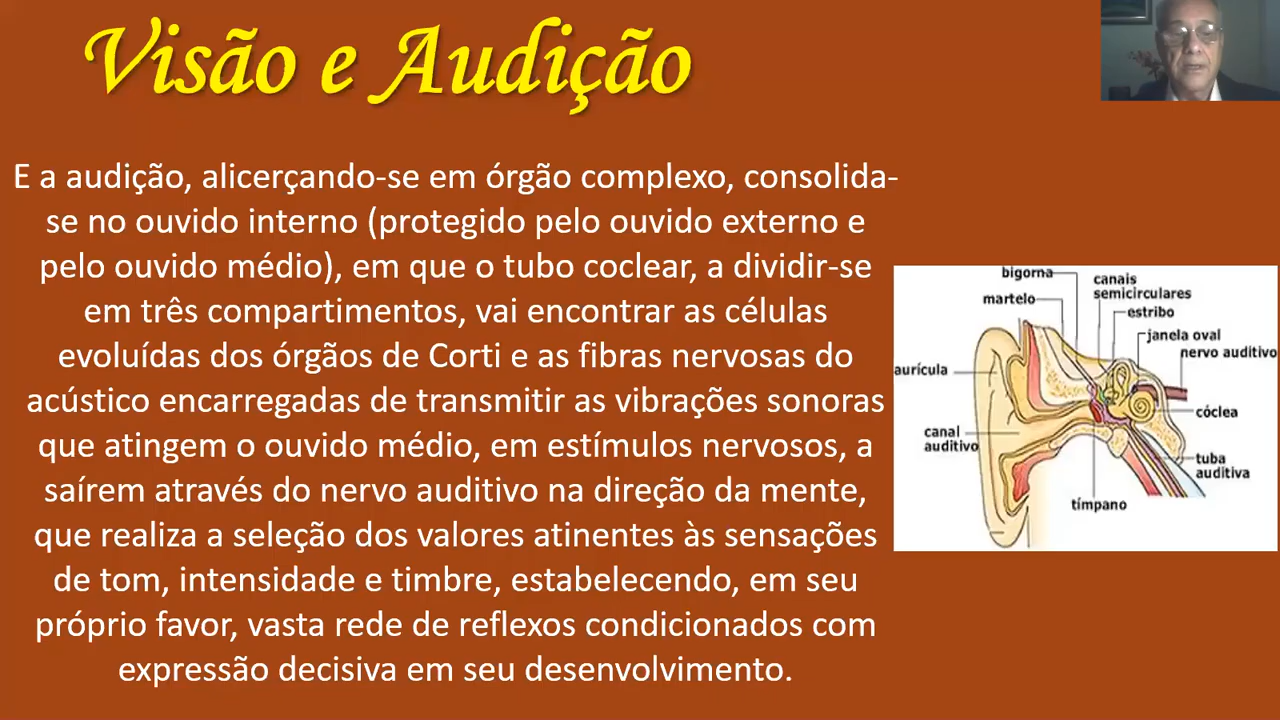 Visão e Audição
E a audição, alicerçando-se em órgão complexo, consolida-
se no ouvido interno (protegido pelo ouvido externo e
pelo ouvido médio), em que o tubo coclear, a dividir-se
em três compartimentos, vai encontrar as células
evoluídas dos órgãos de Corti e as fibras nervosas do
acústico encarregadas de transmitir as vibrações sonoras
que atingem o ouvido médio, em estímulos nervosos, a
saírem através do nervo auditivo na direção da mente,
que realiza a seleção dos valores atinentes às sensações
de tom, intensidade e timbre, estabelecendo, em seu
próprio favor, vasta rede de reflexos condicionados com
expressão decisiva em seu desenvolvimento.
bigorna
canais
semicirculares
martelo
estribo
janela oval
nervo auditivo
aurícula
cóclea
canal
auditivo
tuba
auditiva
tímpano